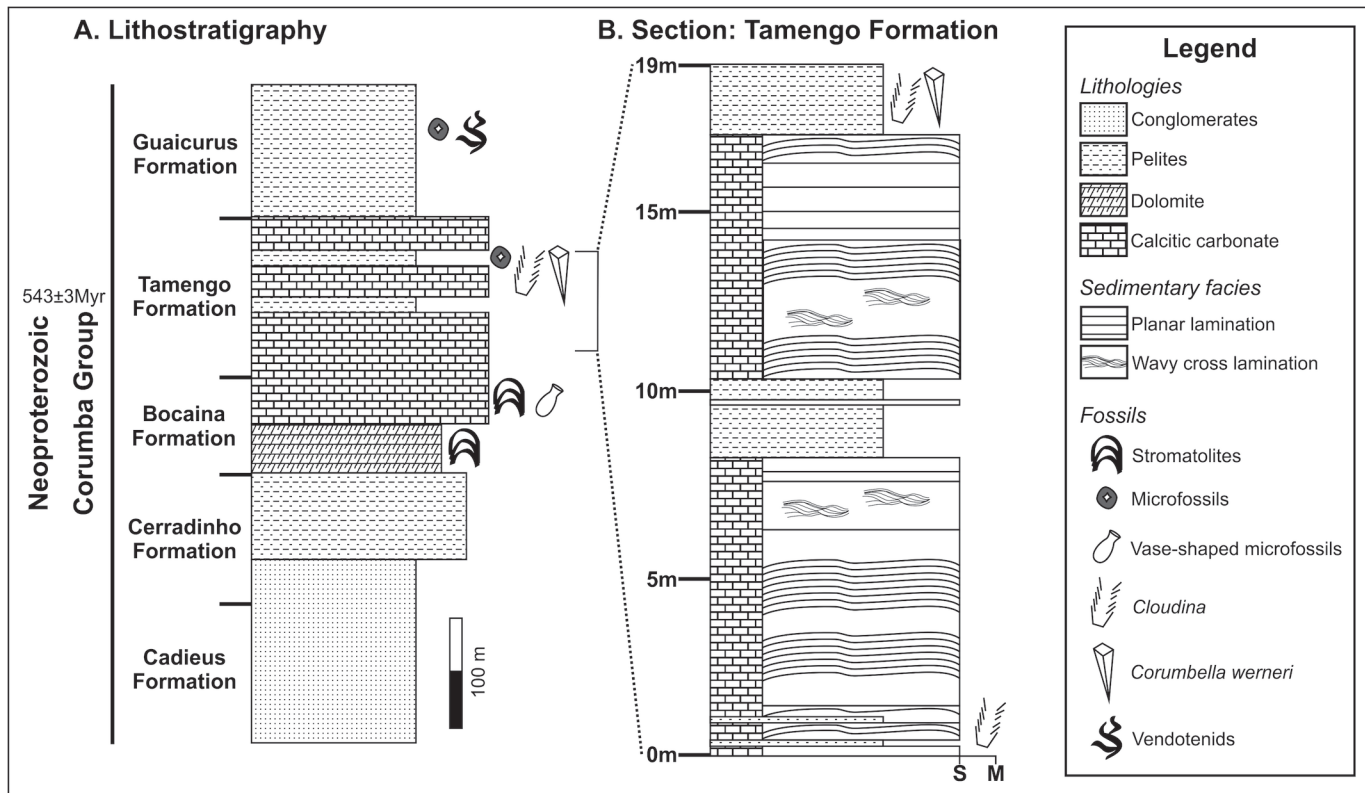 A. Lithostratigraphy
Guaicurus
Formation
Tamengo
Formation
543±3Myr
Bocaina
Formation
Cerradinho
Formation
Cadieus
Formation
Neoproterozoic
Corumba Group
100 m
B. Section: Tamengo Formation
19m
15m
10m
5m
0m
S M
Legend
Lithologies
Conglomerates
Pelites
Dolomite
Calcitic carbonate
Sedimentary facies
Planar lamination
Wavy cross lamination
Fossils
Stromatolites
Microfossils
Vase-shaped microfossils
Cloudina
Corumbella werneri
Vendotenids